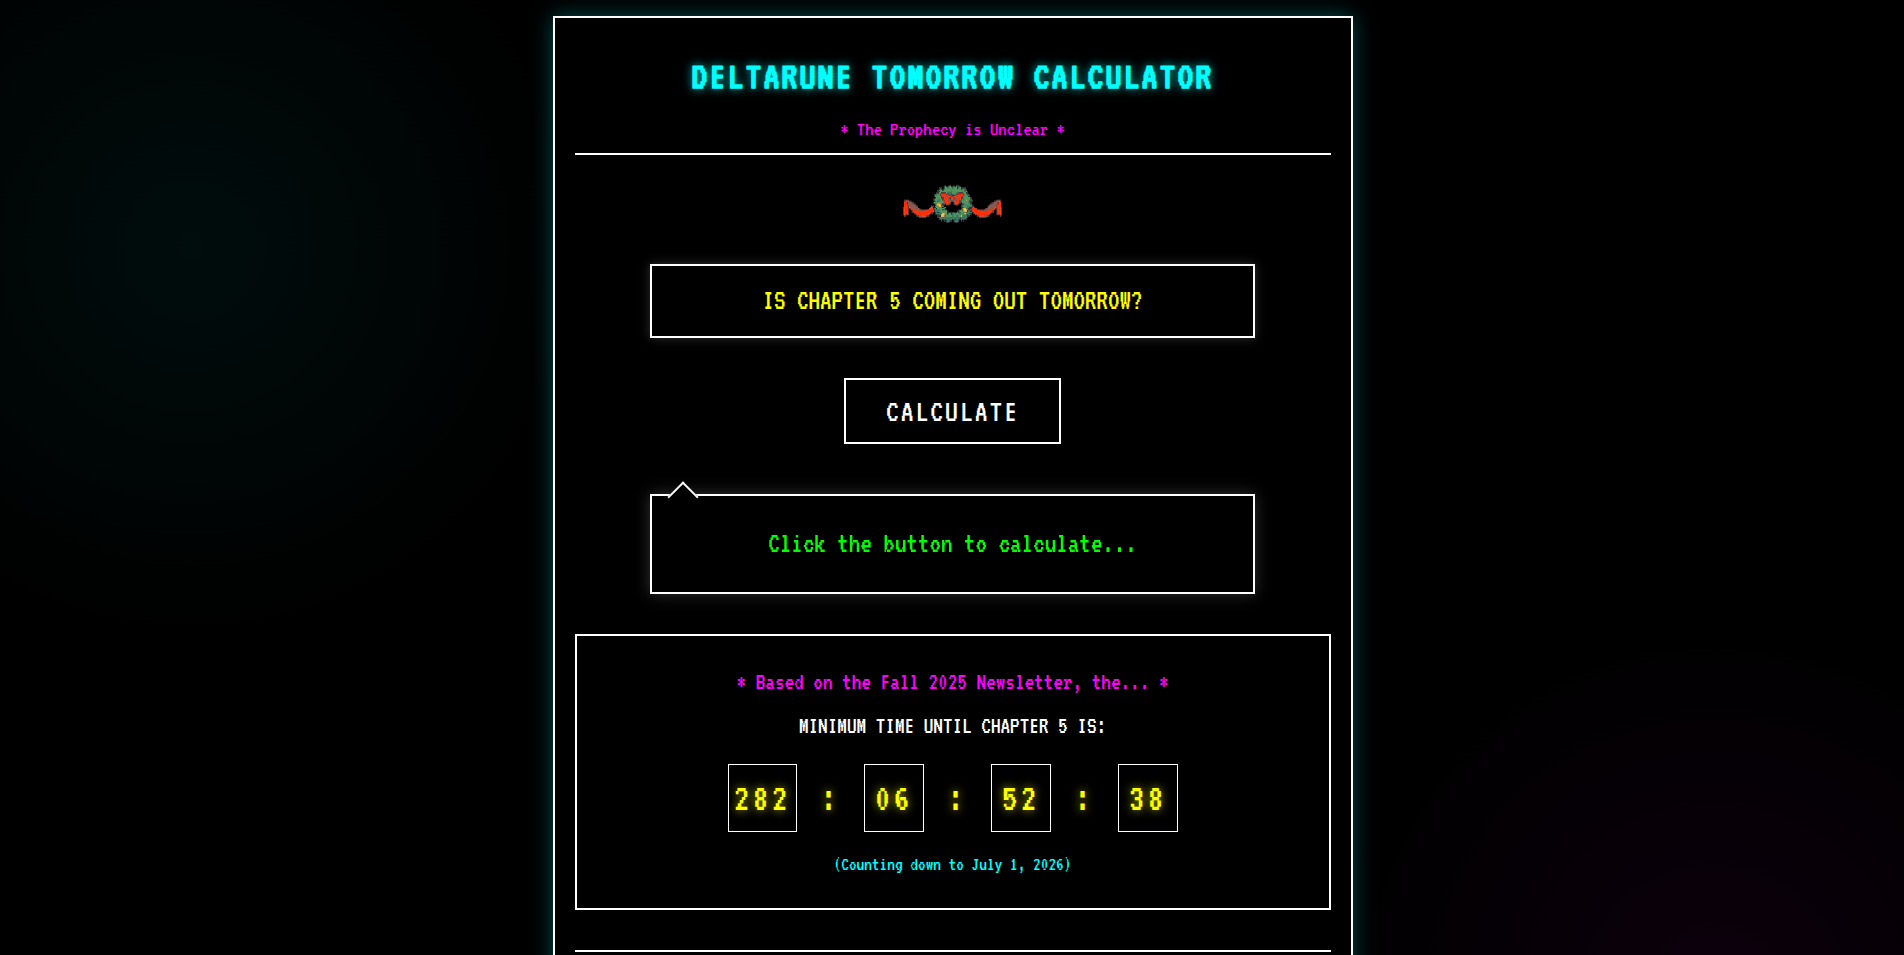 DELTARUNE TOMORROW CALCULATOR
* The Prophecy is Unclear *
IS CHAPTER 5 COMING OUT TOMORROW?
CALCULATE
Click the button to calculate...
* Based on the Fall 2025 Newsletter, the... *
MINIMUM TIME UNTIL CHAPTER 5 IS:
282 : 06 : 52 : 38
(Counting down to July 1, 2026)